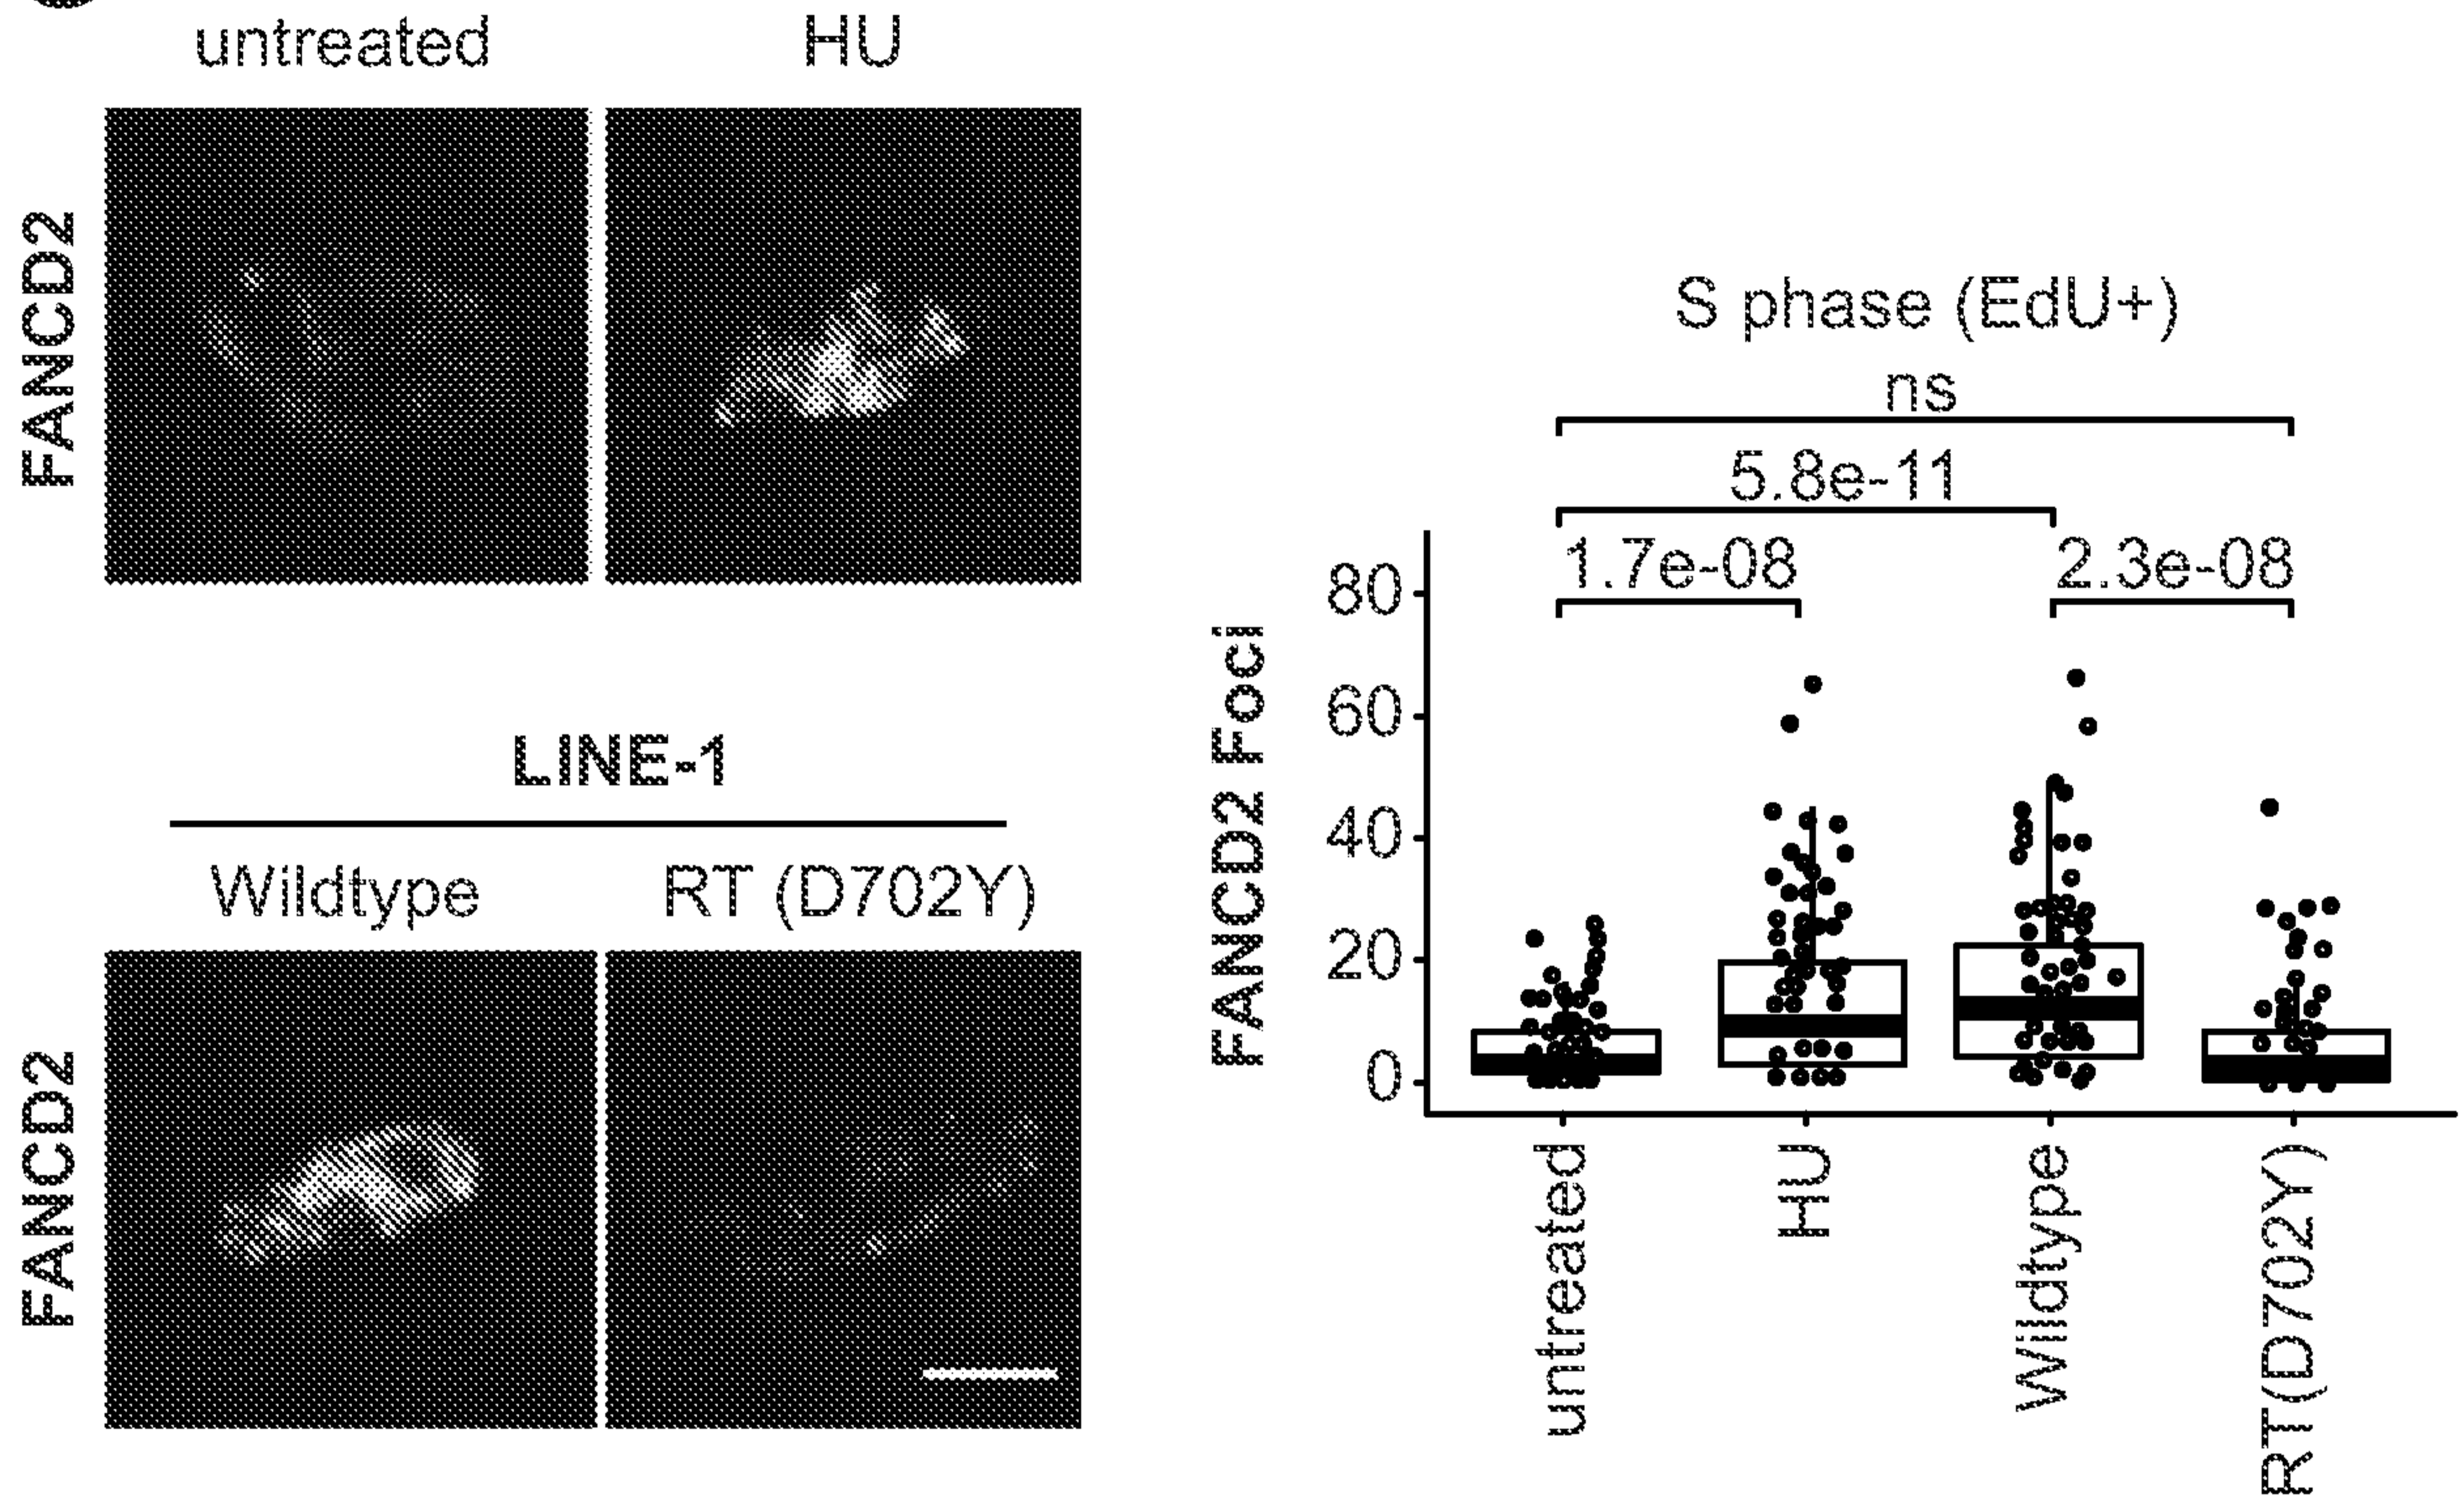 untreated HU
FANCD2
LINE-1
Wildtype RT (D702Y)
FANCD2
S phase (EdU+)
ns
5.8e-11
1.7e-08 2.3e-08
FANCD2 Foci
80
60
40
20
0
untreated
HU
Wildtype
RT(D702Y)